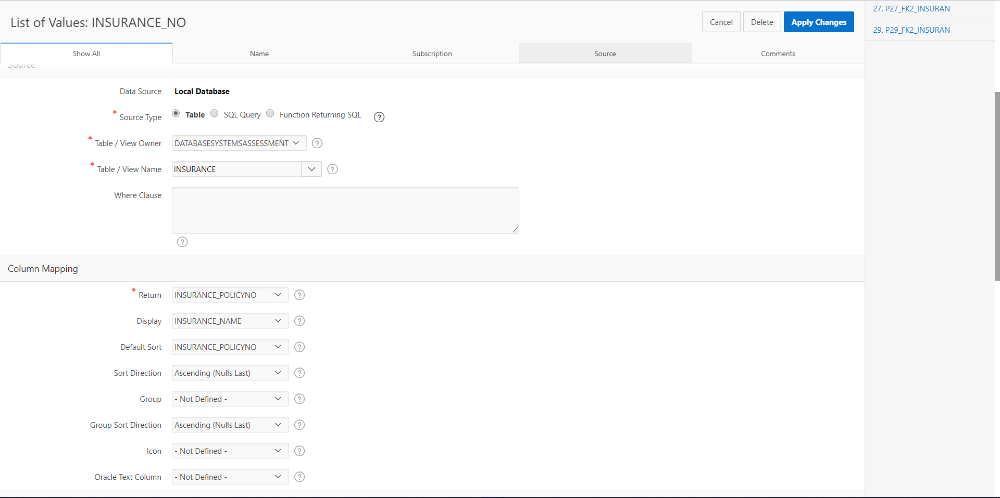 List of Values: INSURANCE_NO
Cancel
Delete
Apply Changes
27. P27_FK2_INSURAN
29. P29_FK2_INSURAN
Show All
Name
Subscription
Source
Comments
Source
Data Source
Local Database
* Source Type
Table
SQL Query
Function Returning SQL
?
* Table / View Owner
DATABASESYSTEMSASSESSMENT
?
* Table / View Name
INSURANCE
?
Where Clause
?
Column Mapping
* Return
INSURANCE_POLICYNO
?
Display
INSURANCE_NAME
?
Default Sort
INSURANCE_POLICYNO
?
Sort Direction
Ascending (Nulls Last)
?
Group
- Not Defined -
?
Group Sort Direction
Ascending (Nulls Last)
?
Icon
- Not Defined -
?
Oracle Text Column
- Not Defined -
?